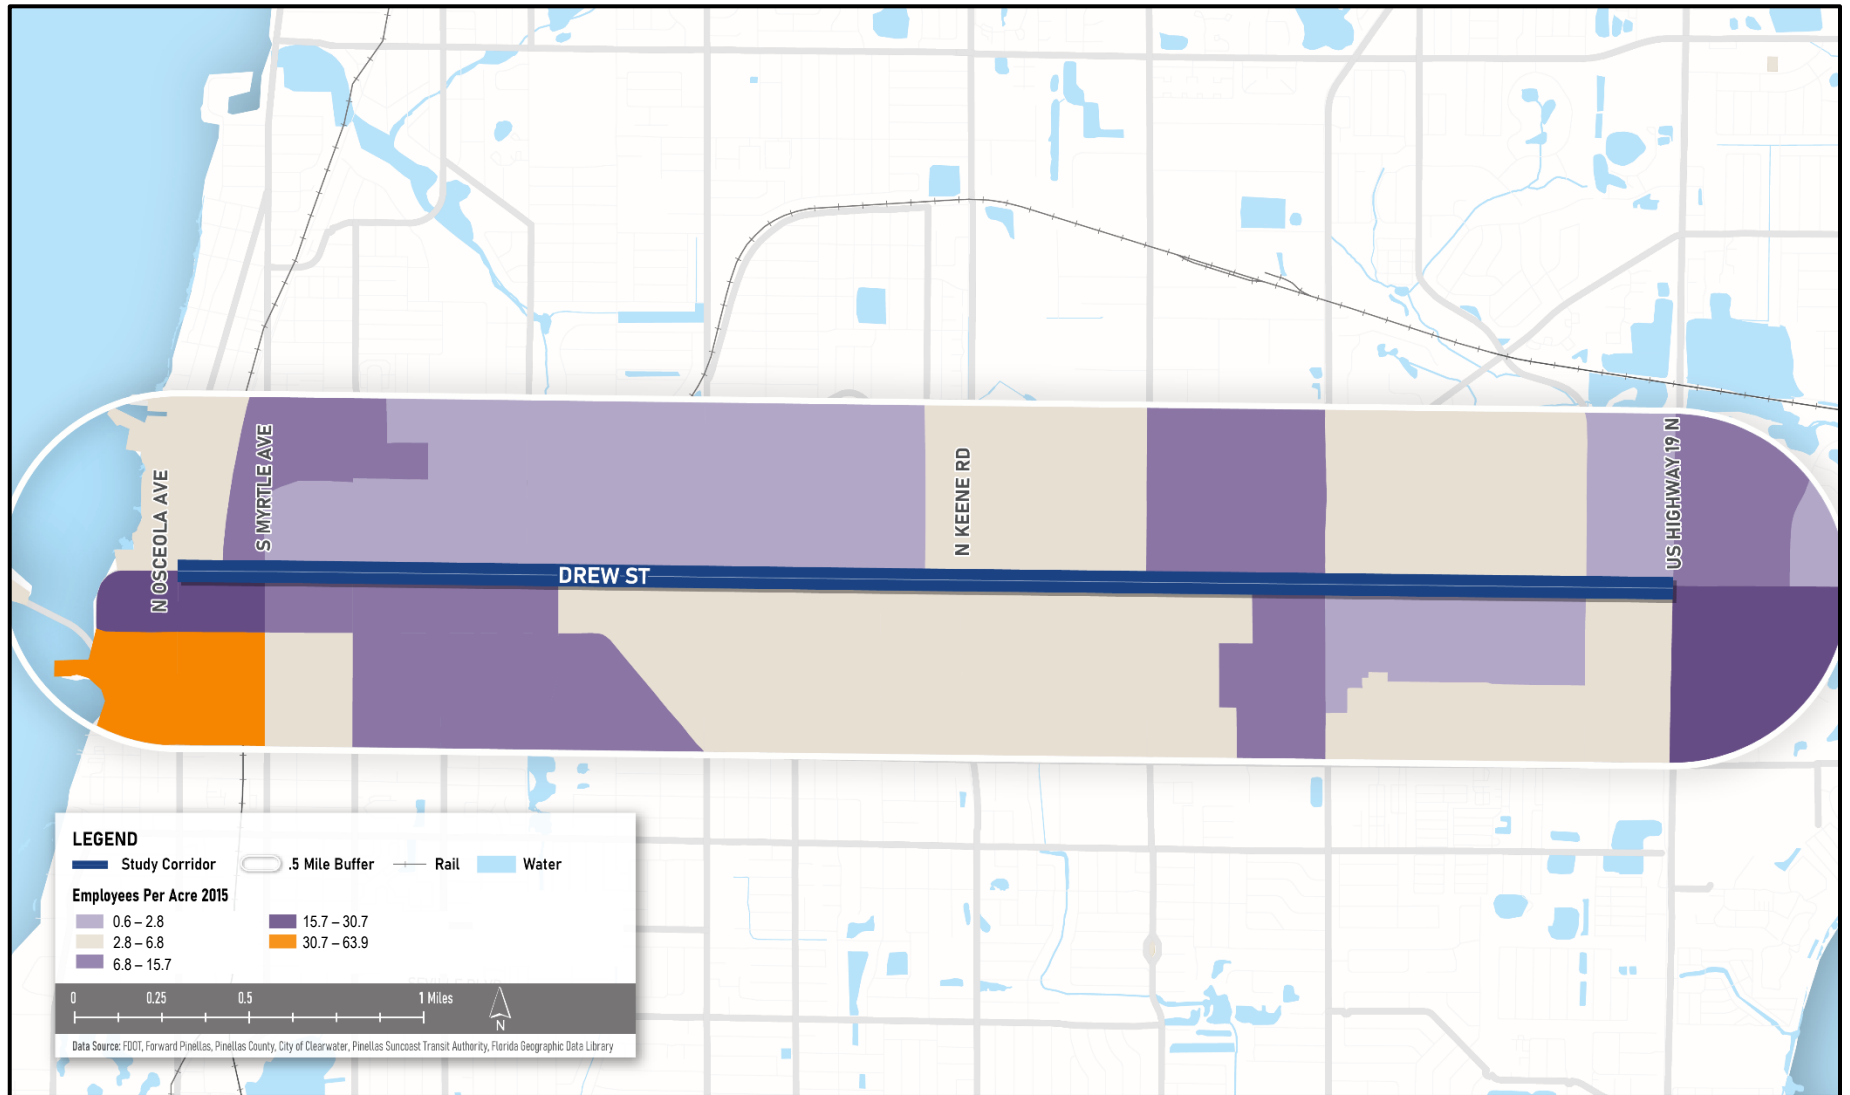 N OSCEOLA AVE
S MYRTLE AVE
N KEENE RD
US HIGHWAY 19 N
DREW ST
LEGEND
Study Corridor
.5 Mile Buffer
Rail
Water
Employees Per Acre 2015
0.6 – 2.8
15.7 – 30.7
2.8 – 6.8
30.7 – 63.9
6.8 – 15.7
0 0.25 0.5 1 Miles
N
Data Source: FDOT, Forward Pinellas, Pinellas County, City of Clearwater, Pinellas Suncoast Transit Authority, Florida Geographic Data Library